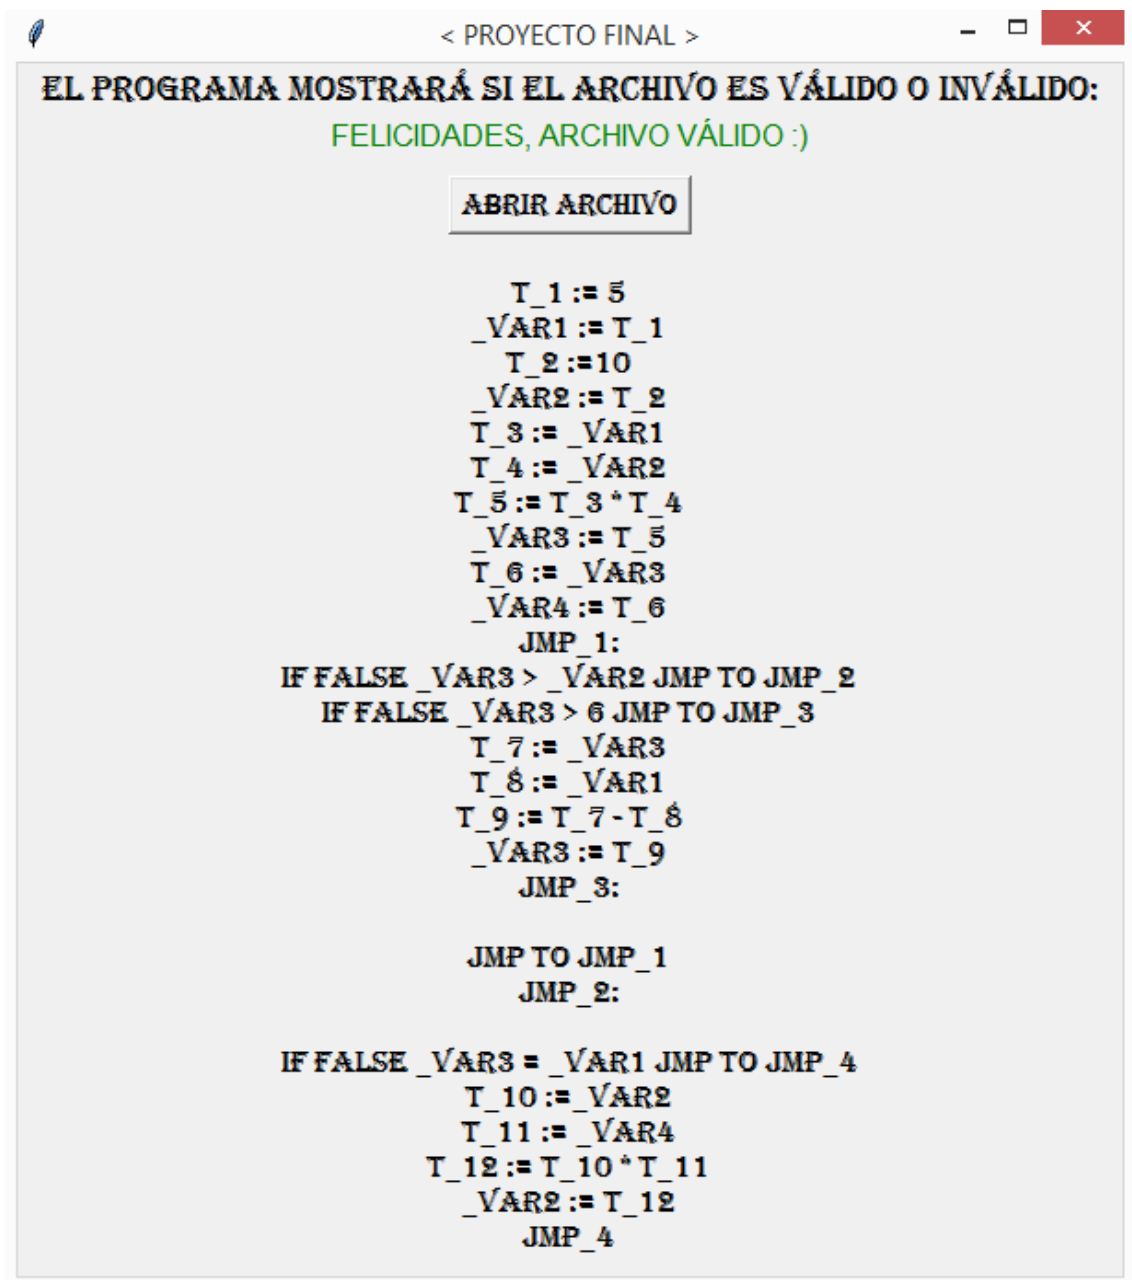 < PROYECTO FINAL >
EL PROGRAMA MOSTRARÁ SI EL ARCHIVO ES VÁLIDO O INVÁLIDO:
FELICIDADES, ARCHIVO VÁLIDO :)
ABRIR ARCHIVO
T_1 := 5
_VAR1 := T_1
T_2 :=10
_VAR2 := T_2
T_3 := _VAR1
T_4 := _VAR2
T_5 := T_3 * T_4
_VAR3 := T_5
T_6 := _VAR3
_VAR4 := T_6
JMP_1:
IF FALSE _VAR3 > _VAR2 JMP TO JMP_2
IF FALSE _VAR3 > 6 JMP TO JMP_3
T_7 := _VAR3
T_8 := _VAR1
T_9 := T_7 - T_8
_VAR3 := T_9
JMP_3:
JMP TO JMP_1
JMP_2:
IF FALSE _VAR3 = _VAR1 JMP TO JMP_4
T_10 :=_VAR2
T_11 := _VAR4
T_12 := T_10 * T_11
_VAR2 := T_12
JMP_4